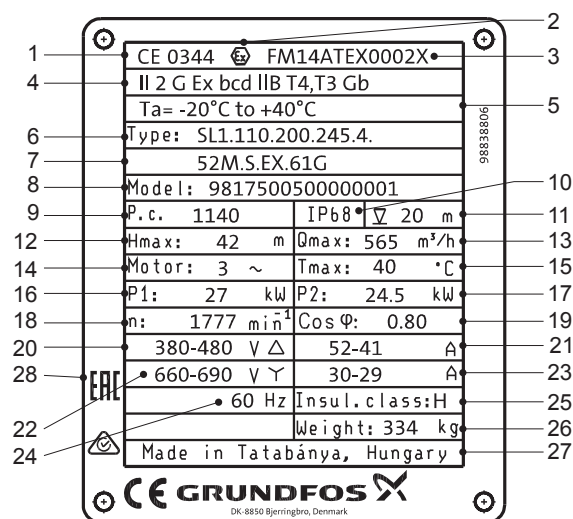 2
1 CE 0344 Ex FM14ATEX0002X 3
4 II 2 G Ex bcd IIB T4,T3 Gb
Ta= -20°C to +40°C 5
6 Type: SL1.110.200.245.4.
7 52M.S.EX.61G
98838806
8 Model: 9817500500000001
10
9 P.c. 1140 IP68 20 m 11
12 Hmax: 42 m Qmax: 565 m³/h 13
14 Motor: 3 ~ Tmax: 40 °C 15
16 P1: 27 kW P2: 24.5 kW 17
18 n: 1777 min⁻¹ Cos φ: 0.80 19
20 380-480 V △ 52-41 A 21
28 EAC 660-690 V Y 30-29 A 23
22
24 60 Hz Insul.class:H 25
Weight: 334 kg 26
Made in Tatabánya, Hungary 27
CE GRUNDFOS X
DK-8850 Bjerringbro, Denmark